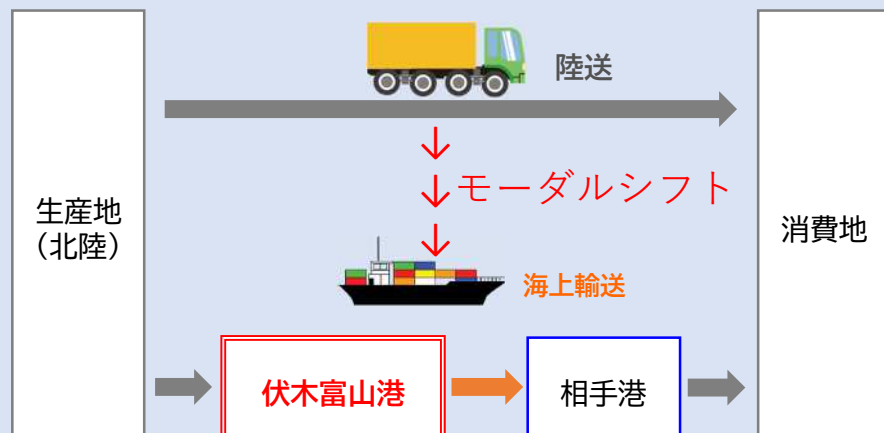 陸送
モーダルシフト
生産地
（北陸）
消費地
海上輸送
伏木富山港
相手港